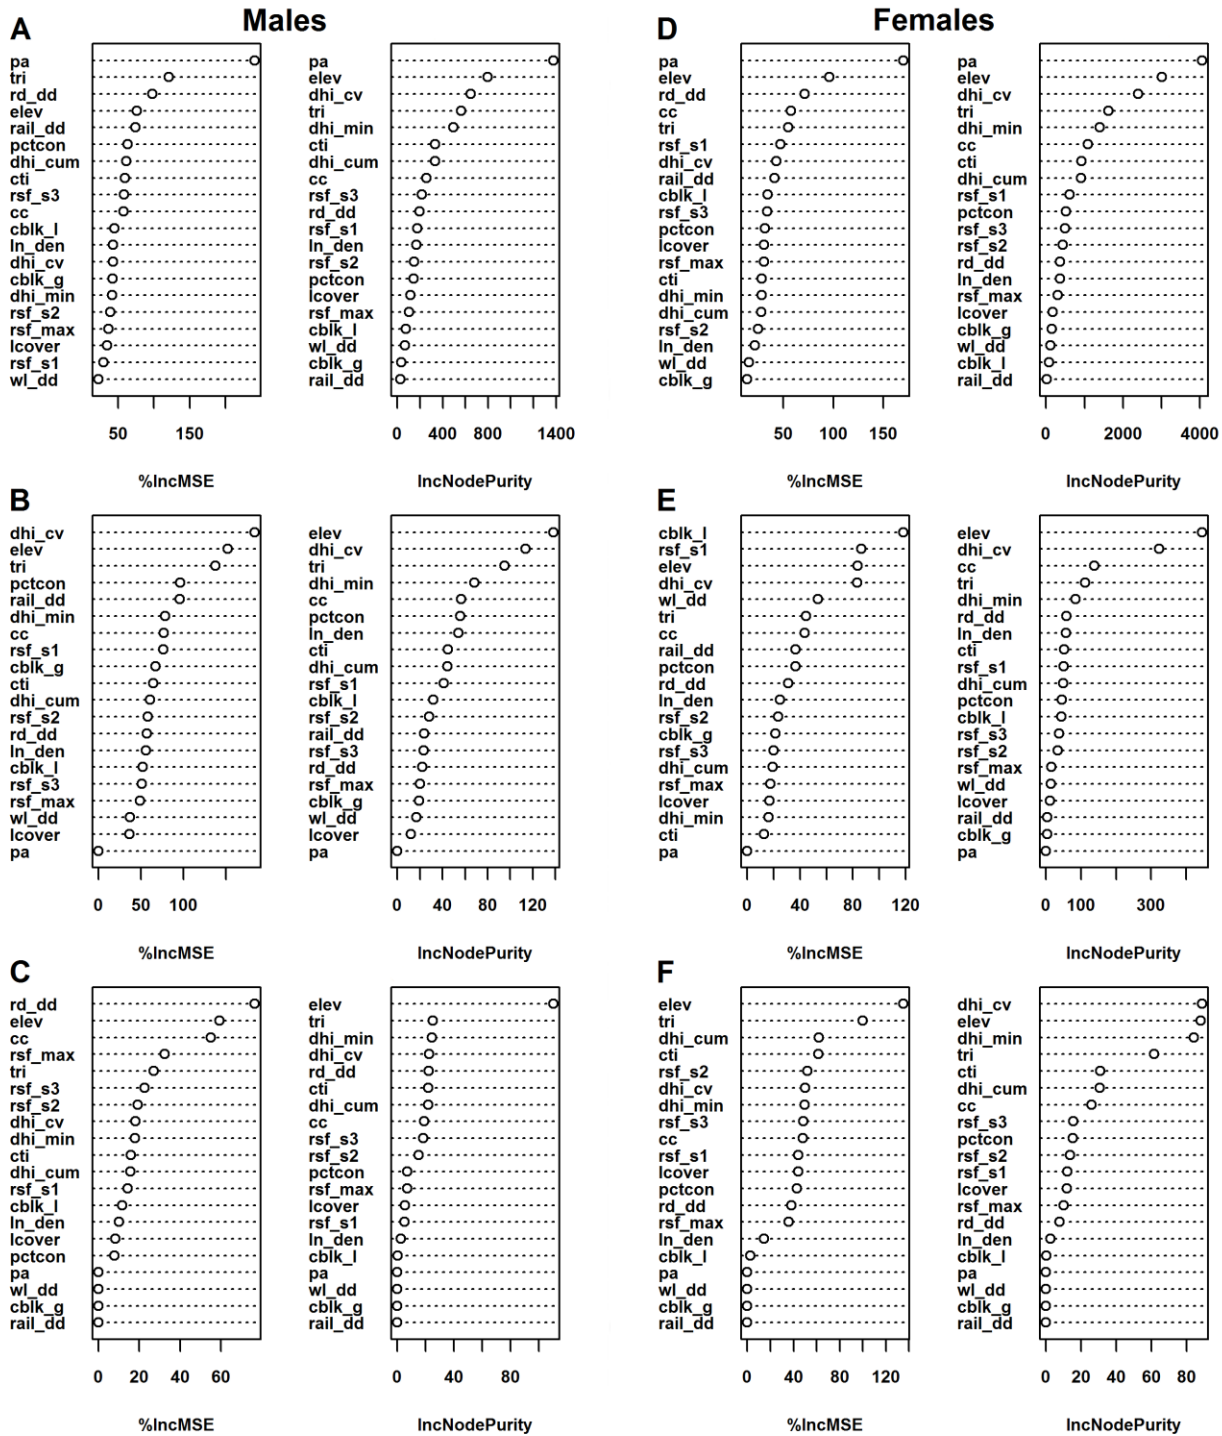 Males
Females
A
pa
tri
rd_dd
elev
rail_dd
pctcon
dhi_cum
cti
rsf_s3
cc
cblk_l
ln_den
dhi_cv
cblk_g
dhi_min
rsf_s2
rsf_max
lcover
rsf_s1
wl_dd
50 150
%IncMSE
pa
elev
dhi_cv
tri
dhi_min
cti
dhi_cum
cc
rsf_s3
rd_dd
rsf_s1
ln_den
rsf_s2
pctcon
lcover
rsf_max
cblk_l
wl_dd
cblk_g
rail_dd
0 400 800 1400
IncNodePurity
D
pa
elev
rd_dd
cc
tri
rsf_s1
dhi_cv
rail_dd
cblk_l
rsf_s3
pctcon
lcover
rsf_max
cti
dhi_min
dhi_cum
rsf_s2
ln_den
wl_dd
cblk_g
50 100 150
%IncMSE
pa
elev
dhi_cv
tri
dhi_min
cc
cti
dhi_cum
rsf_s1
pctcon
rsf_s3
rsf_s2
rd_dd
ln_den
rsf_max
lcover
cblk_g
wl_dd
cblk_l
rail_dd
0 2000 4000
IncNodePurity
B
dhi_cv
elev
tri
pctcon
rail_dd
dhi_min
cc
rsf_s1
cblk_g
cti
dhi_cum
rsf_s2
rd_dd
ln_den
cblk_l
rsf_s3
rsf_max
wl_dd
lcover
pa
0 50 100
%IncMSE
elev
dhi_cv
tri
dhi_min
cc
pctcon
ln_den
cti
dhi_cum
rsf_s1
cblk_l
rsf_s2
rail_dd
rsf_s3
rd_dd
rsf_max
cblk_g
wl_dd
lcover
pa
0 40 80 120
IncNodePurity
E
cblk_l
rsf_s1
elev
dhi_cv
wl_dd
tri
cc
rail_dd
pctcon
rd_dd
ln_den
rsf_s2
cblk_g
rsf_s3
dhi_cum
rsf_max
lcover
dhi_min
cti
pa
0 40 80 120
%IncMSE
elev
dhi_cv
cc
tri
dhi_min
rd_dd
ln_den
cti
rsf_s1
dhi_cum
pctcon
cblk_l
rsf_s3
rsf_s2
rsf_max
wl_dd
lcover
rail_dd
cblk_g
pa
0 100 300
IncNodePurity
C
rd_dd
elev
cc
rsf_max
tri
rsf_s3
rsf_s2
dhi_cv
dhi_min
cti
dhi_cum
rsf_s1
cblk_l
ln_den
lcover
pctcon
pa
wl_dd
cblk_g
rail_dd
0 20 40 60
%IncMSE
elev
tri
dhi_min
dhi_cv
rd_dd
cti
dhi_cum
cc
rsf_s3
rsf_s2
pctcon
rsf_max
lcover
rsf_s1
ln_den
cblk_l
pa
wl_dd
cblk_g
rail_dd
0 40 80
IncNodePurity
F
elev
tri
dhi_cum
cti
rsf_s2
dhi_cv
dhi_min
rsf_s3
cc
rsf_s1
lcover
pctcon
rd_dd
rsf_max
ln_den
cblk_l
pa
wl_dd
cblk_g
rail_dd
0 40 80 120
%IncMSE
dhi_cv
elev
dhi_min
tri
cti
dhi_cum
cc
rsf_s3
pctcon
rsf_s2
rsf_s1
lcover
rsf_max
rd_dd
ln_den
cblk_l
pa
wl_dd
cblk_g
rail_dd
0 20 40 60 80
IncNodePurity